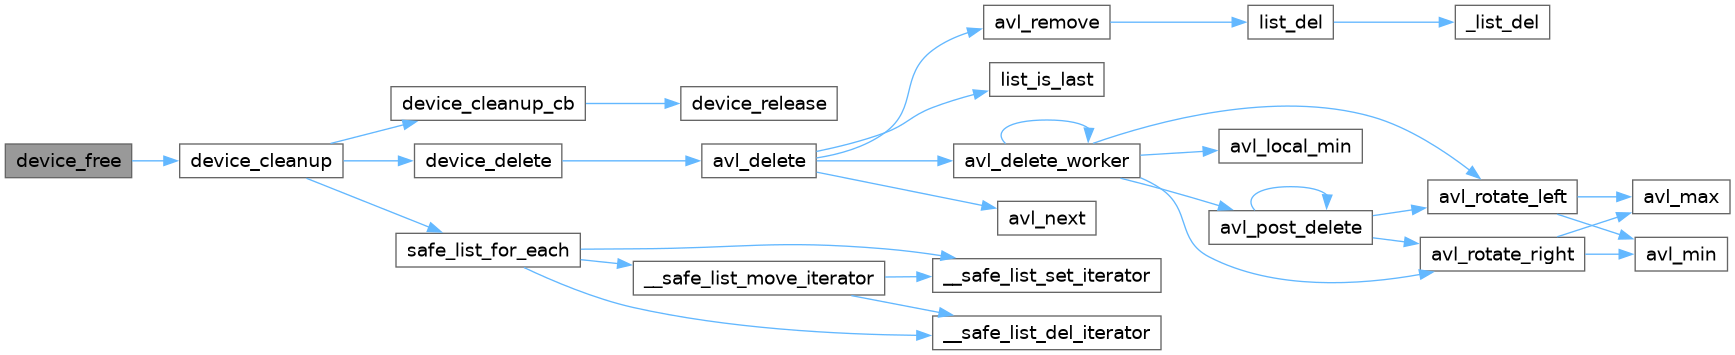 device_free
device_cleanup
device_cleanup_cb
device_release
device_delete
avl_delete
avl_remove
list_del
_list_del
list_is_last
avl_delete_worker
avl_local_min
avl_post_delete
avl_rotate_left
avl_max
avl_rotate_right
avl_min
avl_next
safe_list_for_each
__safe_list_move_iterator
__safe_list_set_iterator
__safe_list_del_iterator